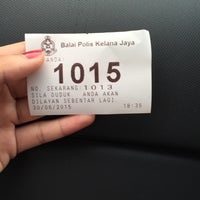 Balai Polis Kelana Jaya
ANDA:
1015
NO. SEKARANG: 1013
SILA DUDUK. ANDA AKAN
DILAYAN SEBENTAR LAGI.
30/06/2015 18:35